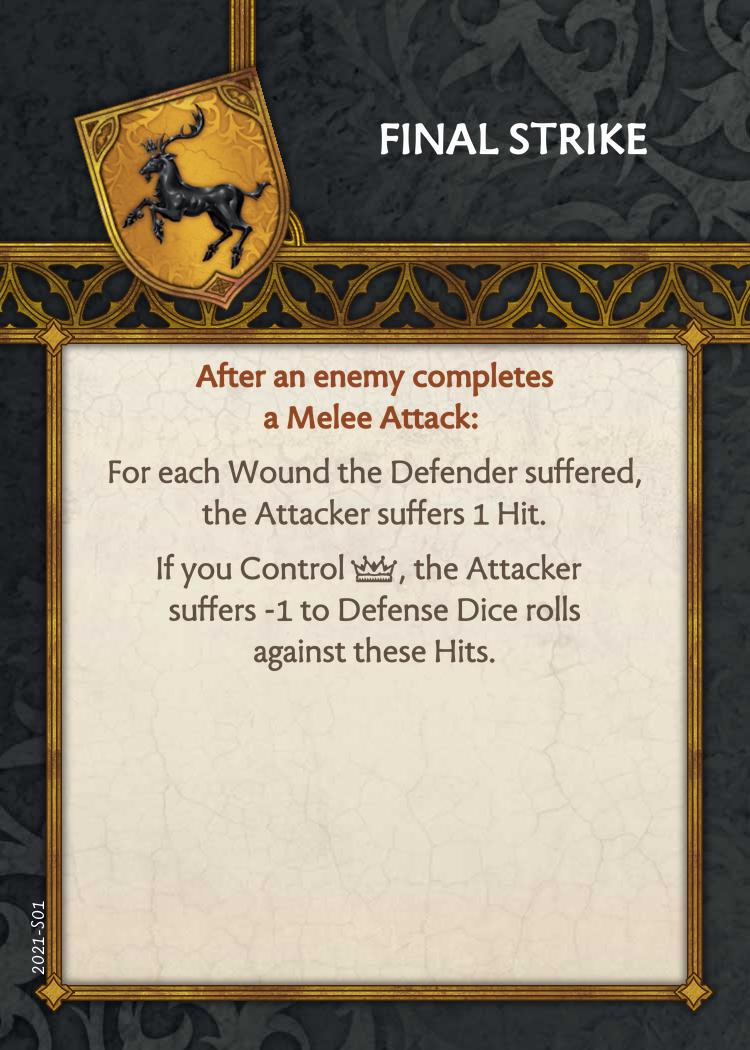 FINAL STRIKE
After an enemy completes
a Melee Attack:
For each Wound the Defender suffered,
the Attacker suffers 1 Hit.
If you Control , the Attacker
suffers -1 to Defense Dice rolls
against these Hits.
2021-S01